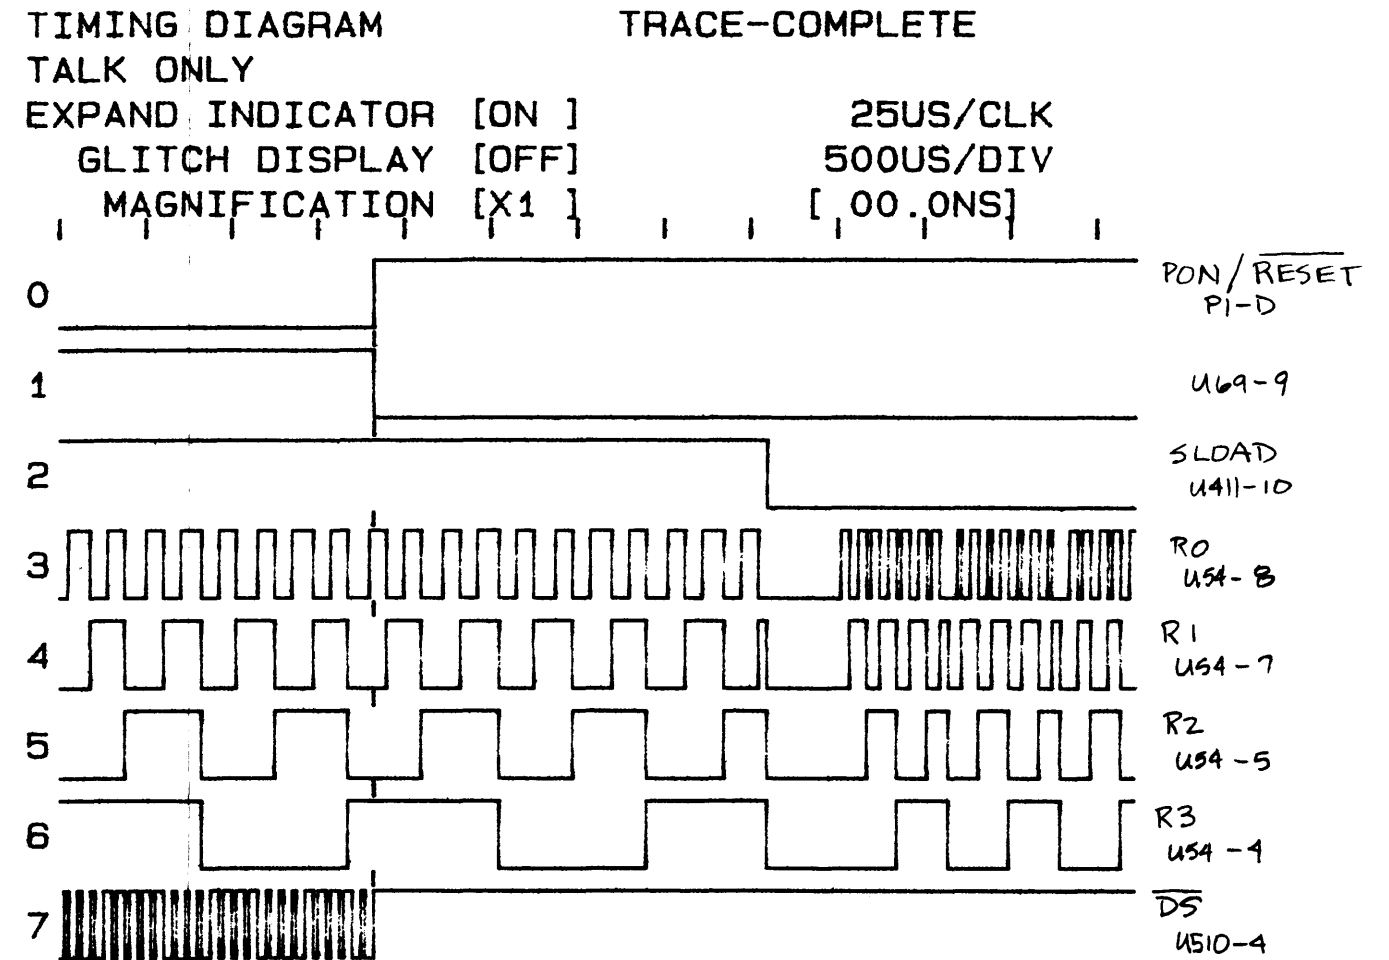 TIMING DIAGRAM TRACE-COMPLETE
TALK ONLY
EXPAND INDICATOR [ON ] 25US/CLK
GLITCH DISPLAY [OFF] 500US/DIV
MAGNIFICATION [X1 ] [ 00.0NS]
0 PON/RESET
P1-D
1 U69-9
2 SLOAD
U411-10
3 R0
U54-8
4 R1
U54-7
5 R2
U54-5
6 R3
U54-4
7 DS
U510-4